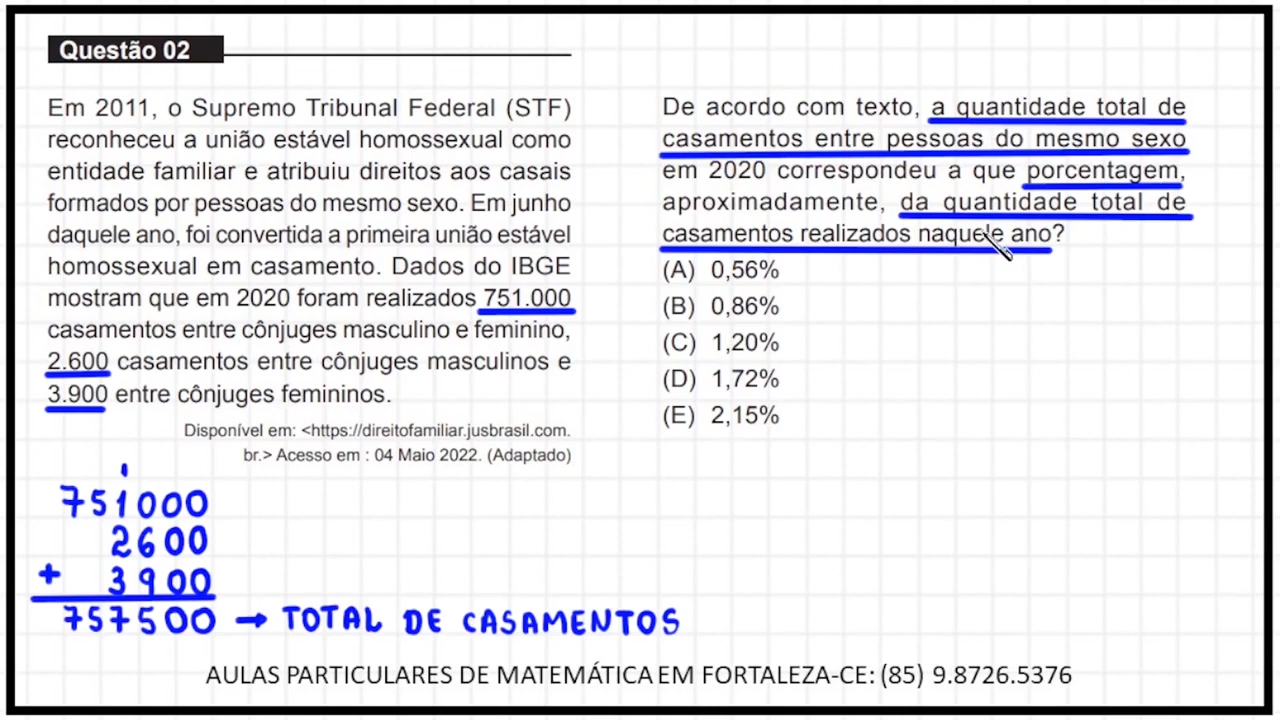 Questão 02
Em 2011, o Supremo Tribunal Federal (STF)
reconheceu a união estável homossexual como
entidade familiar e atribuiu direitos aos casais
formados por pessoas do mesmo sexo. Em junho
daquele ano, foi convertida a primeira união estável
homossexual em casamento. Dados do IBGE
mostram que em 2020 foram realizados 751.000
casamentos entre cônjuges masculino e feminino,
2.600 casamentos entre cônjuges masculinos e
3.900 entre cônjuges femininos.
Disponível em: <https://direitofamiliar.jusbrasil.com.
br.> Acesso em : 04 Maio 2022. (Adaptado)
1
751000
2600
+ 3900
757500 → TOTAL DE CASAMENTOS
De acordo com texto, a quantidade total de
casamentos entre pessoas do mesmo sexo
em 2020 correspondeu a que porcentagem,
aproximadamente, da quantidade total de
casamentos realizados naquele ano?
(A) 0,56%
(B) 0,86%
(C) 1,20%
(D) 1,72%
(E) 2,15%
AULAS PARTICULARES DE MATEMÁTICA EM FORTALEZA-CE: (85) 9.8726.5376